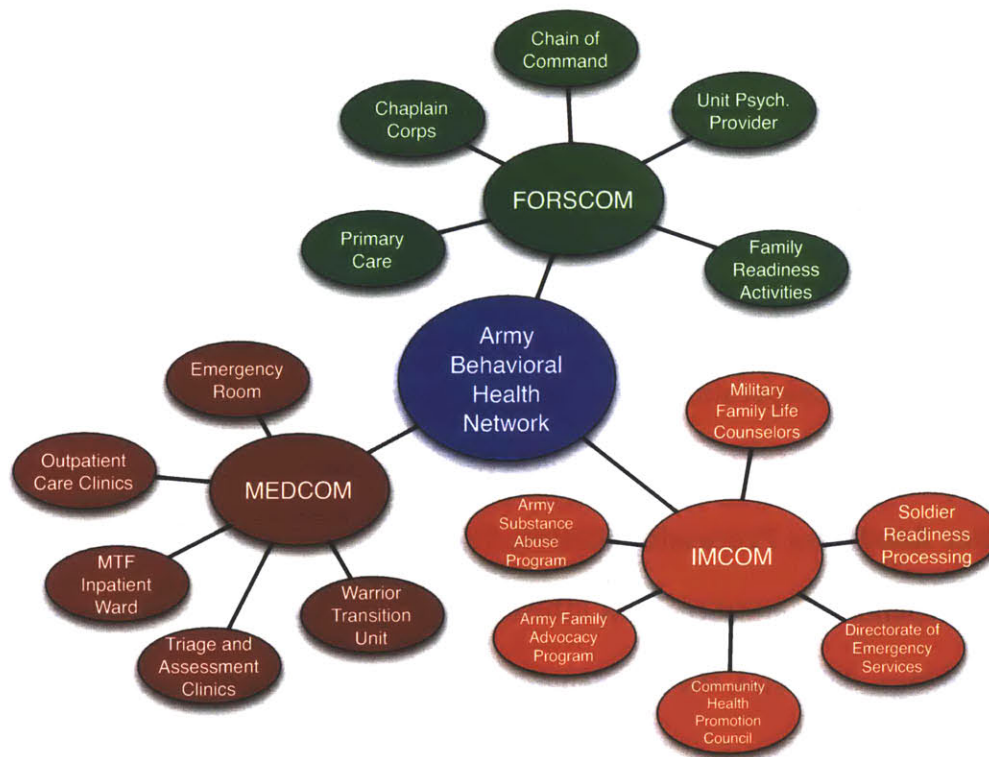 Chain of
Command
Chaplain
Corps
Unit Psych.
Provider
FORSCOM
Primary
Care
Family
Readiness
Activities
Army
Behavioral
Health
Network
Emergency
Room
Outpatient
Care Clinics
MEDCOM
MTF
Inpatient
Ward
Triage and
Assessment
Clinics
Warrior
Transition
Unit
Military
Family Life
Counselors
Army
Substance
Abuse
Program
IMCOM
Soldier
Readiness
Processing
Army Family
Advocacy
Program
Directorate of
Emergency
Services
Community
Health
Promotion
Council